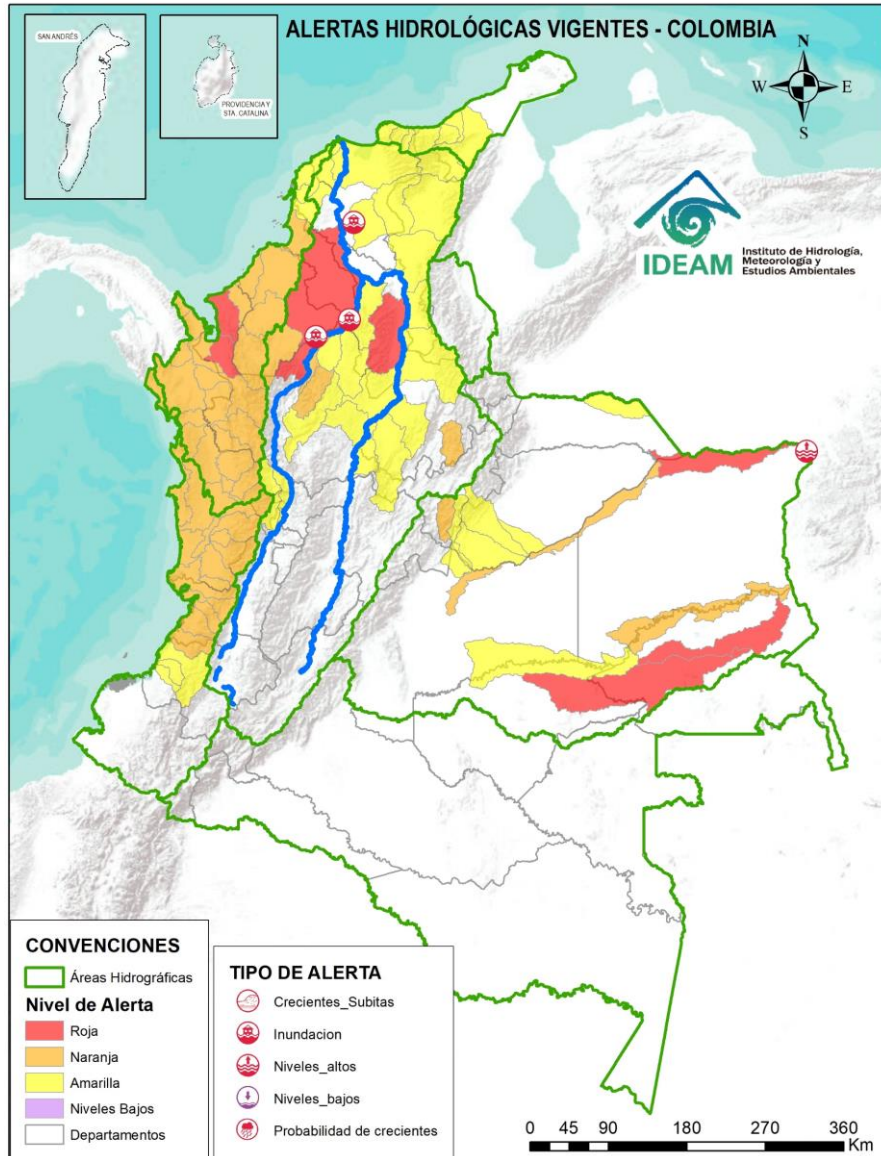 ALERTAS HIDROLÓGICAS VIGENTES - COLOMBIA
SAN ANDRÉS
PROVIDENCIA Y
STA. CATALINA
N
W
E
S
IDEAM
Instituto de Hidrología,
Meteorología y
Estudios Ambientales
CONVENCIONES
Áreas Hidrográficas
Nivel de Alerta
Roja
Naranja
Amarilla
Niveles Bajos
Departamentos
TIPO DE ALERTA
Crecientes_Subitas
Inundacion
Niveles_altos
Niveles_bajos
Probabilidad de crecientes
0 45 90 180 270 360
Km